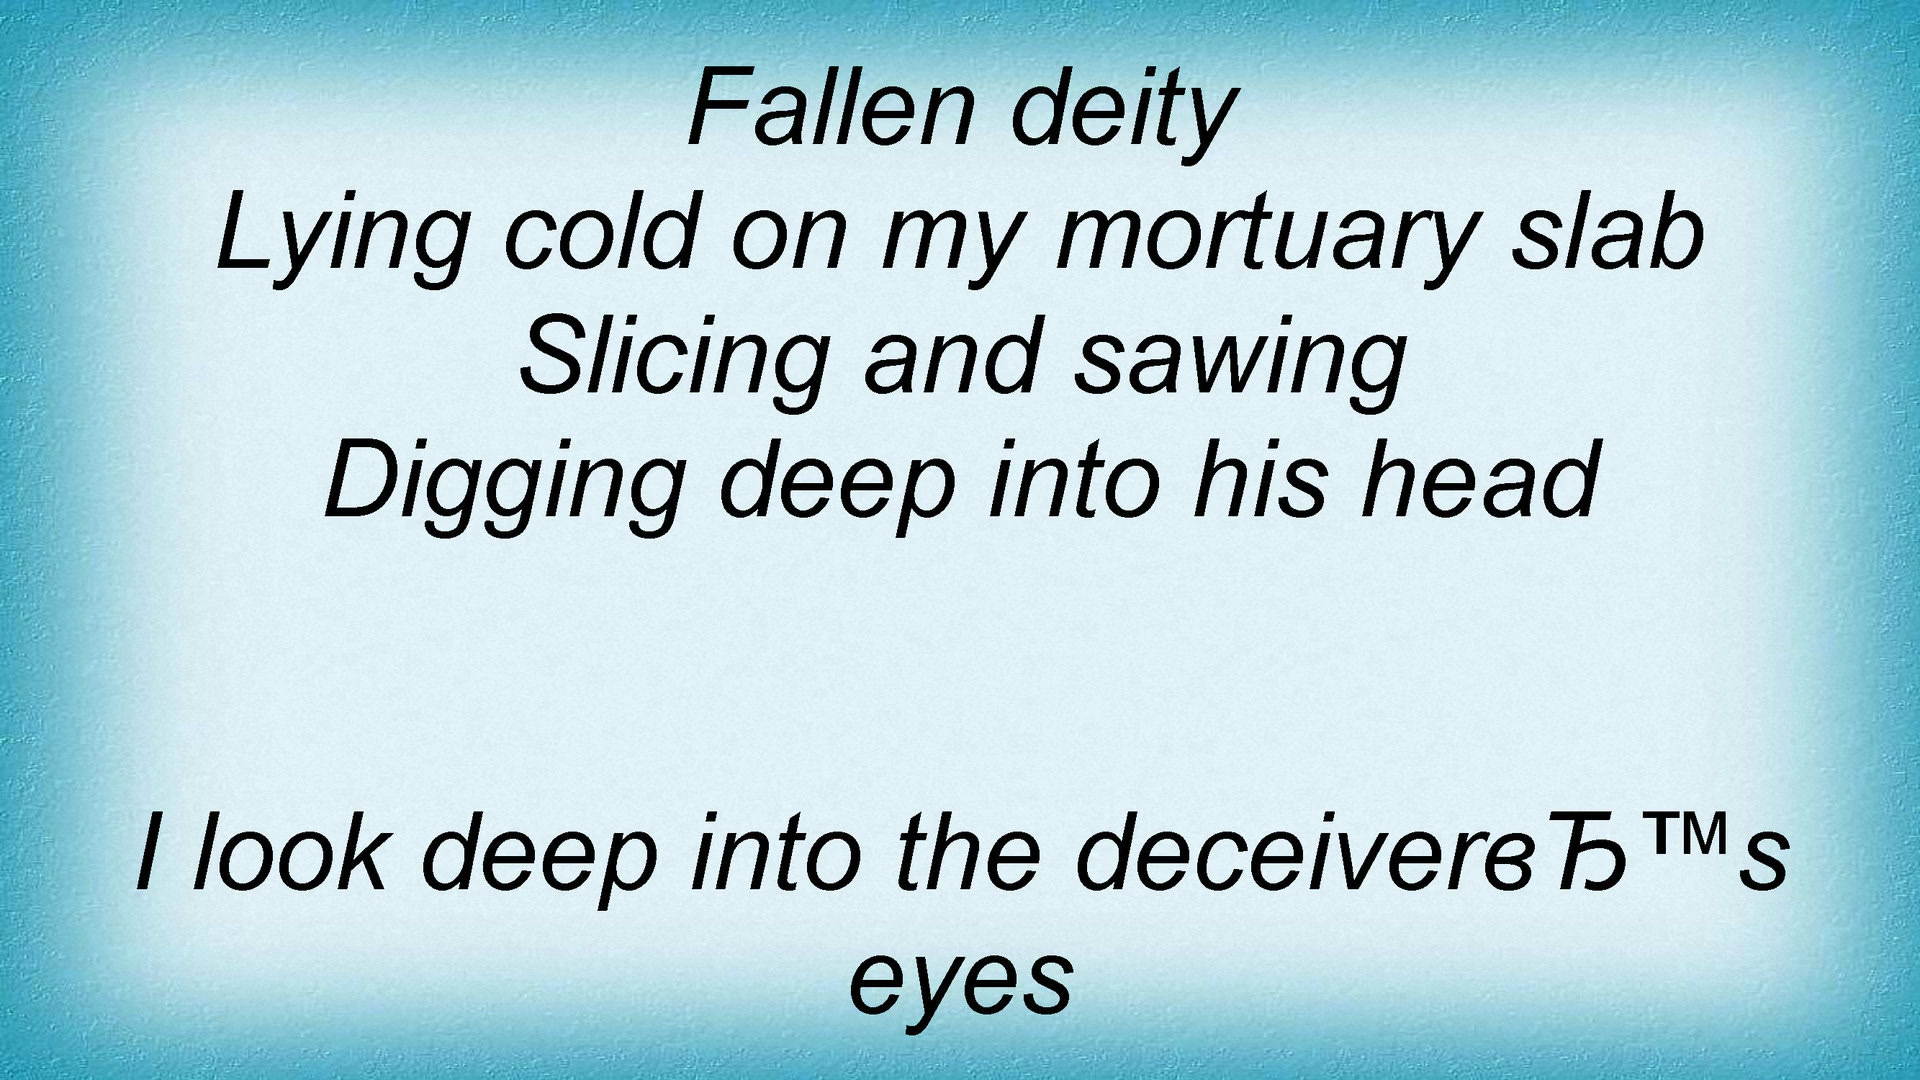 Fallen deity
Lying cold on my mortuary slab
Slicing and sawing
Digging deep into his head
I look deep into the deceiverвЂ™s
eyes